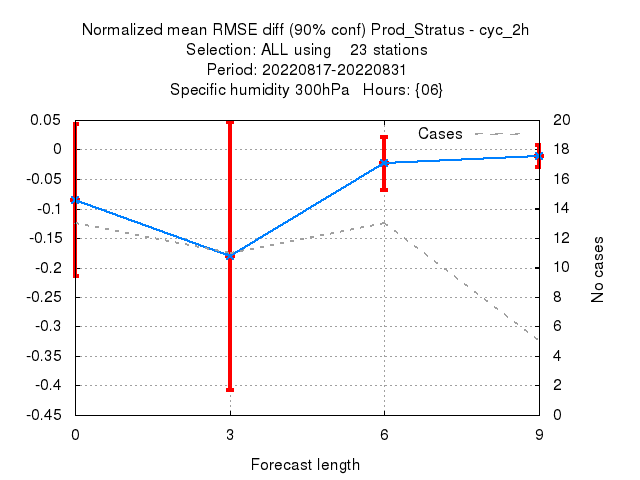 Normalized mean RMSE diff (90% conf) Prod_Stratus - cyc_2h
Selection: ALL using    23 stations
Period: 20220817-20220831
Specific humidity 300hPa   Hours: {06}
0.05 20
Cases
0 18
-0.05 16
-0.1 14
-0.15 12
-0.2 10
-0.25 8
-0.3 6
-0.35 4
-0.4 2
-0.45 0
No cases
0 3 6 9
Forecast length